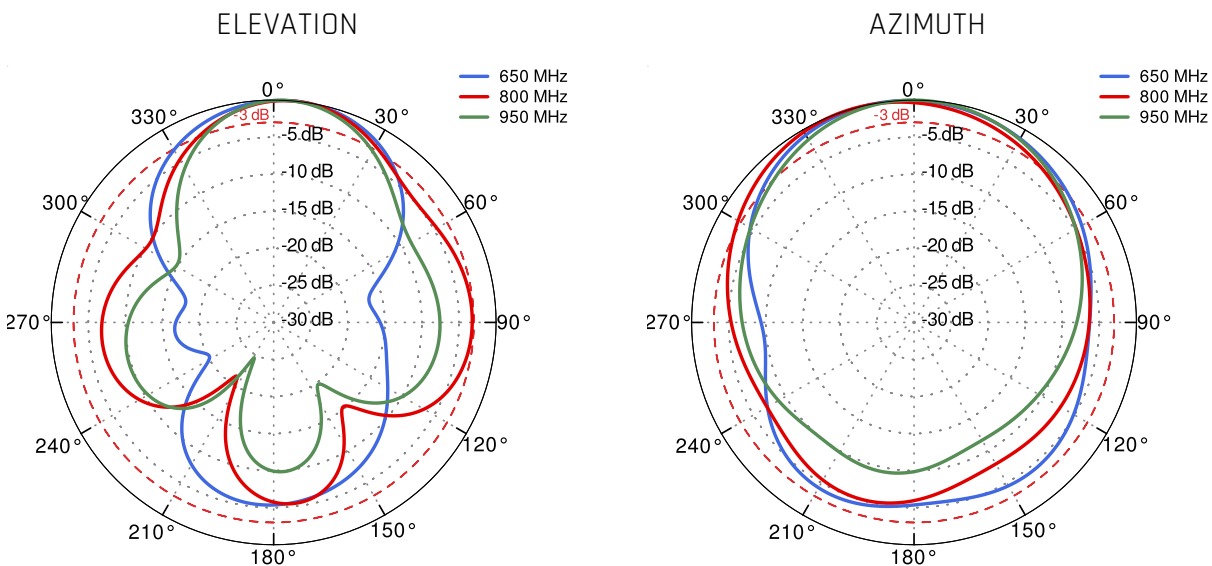 ELEVATION
650 MHz
800 MHz
950 MHz
0°
330°
-3 dB
30°
-5 dB
-10 dB
300°
60°
-15 dB
-20 dB
-25 dB
270°
-30 dB
90°
240°
120°
210°
150°
180°
AZIMUTH
650 MHz
800 MHz
950 MHz
0°
330°
-3 dB
30°
-5 dB
-10 dB
300°
60°
-15 dB
-20 dB
-25 dB
270°
-30 dB
90°
240°
120°
210°
150°
180°